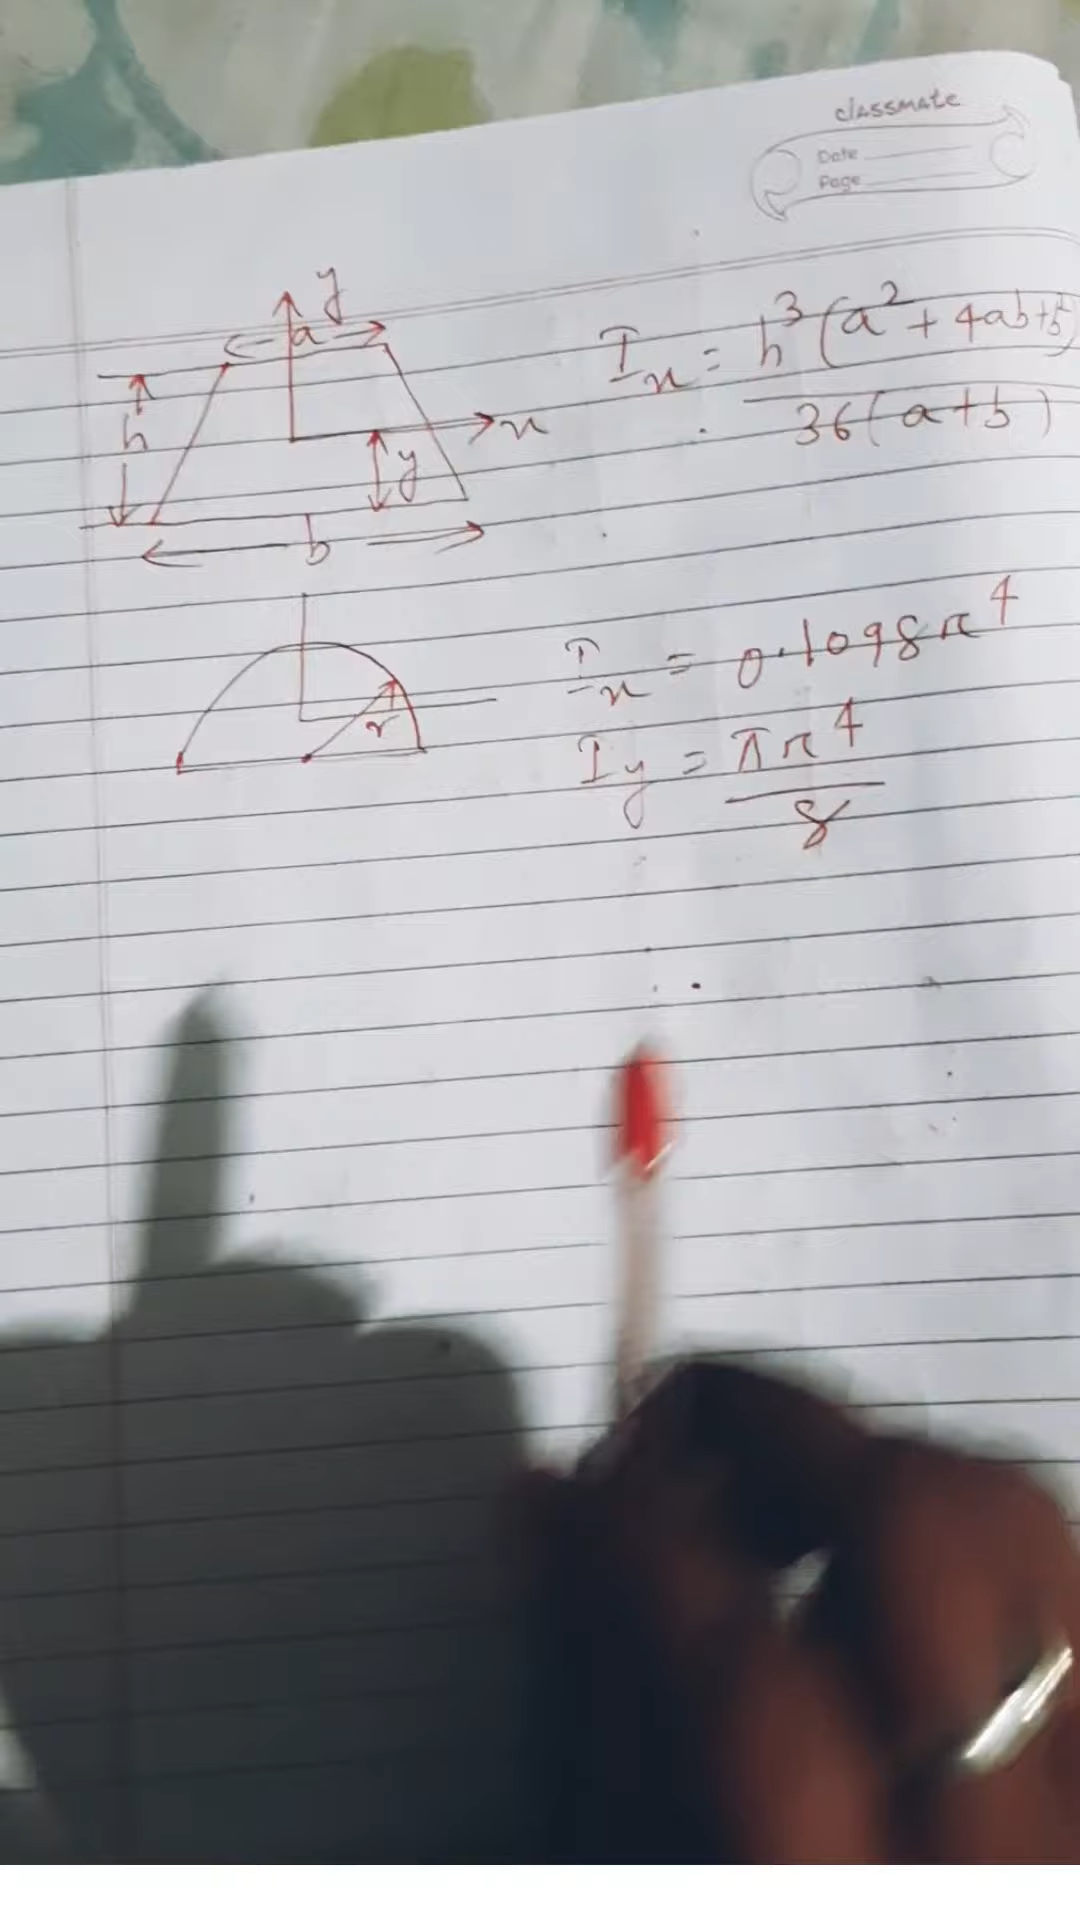 classmate
Date
Page
y
a
h
x
y
b
Ix = h³(a² + 4ab + b²)
36(a+b)
r
Ix = 0.1098r⁴
Iy = πr⁴
8